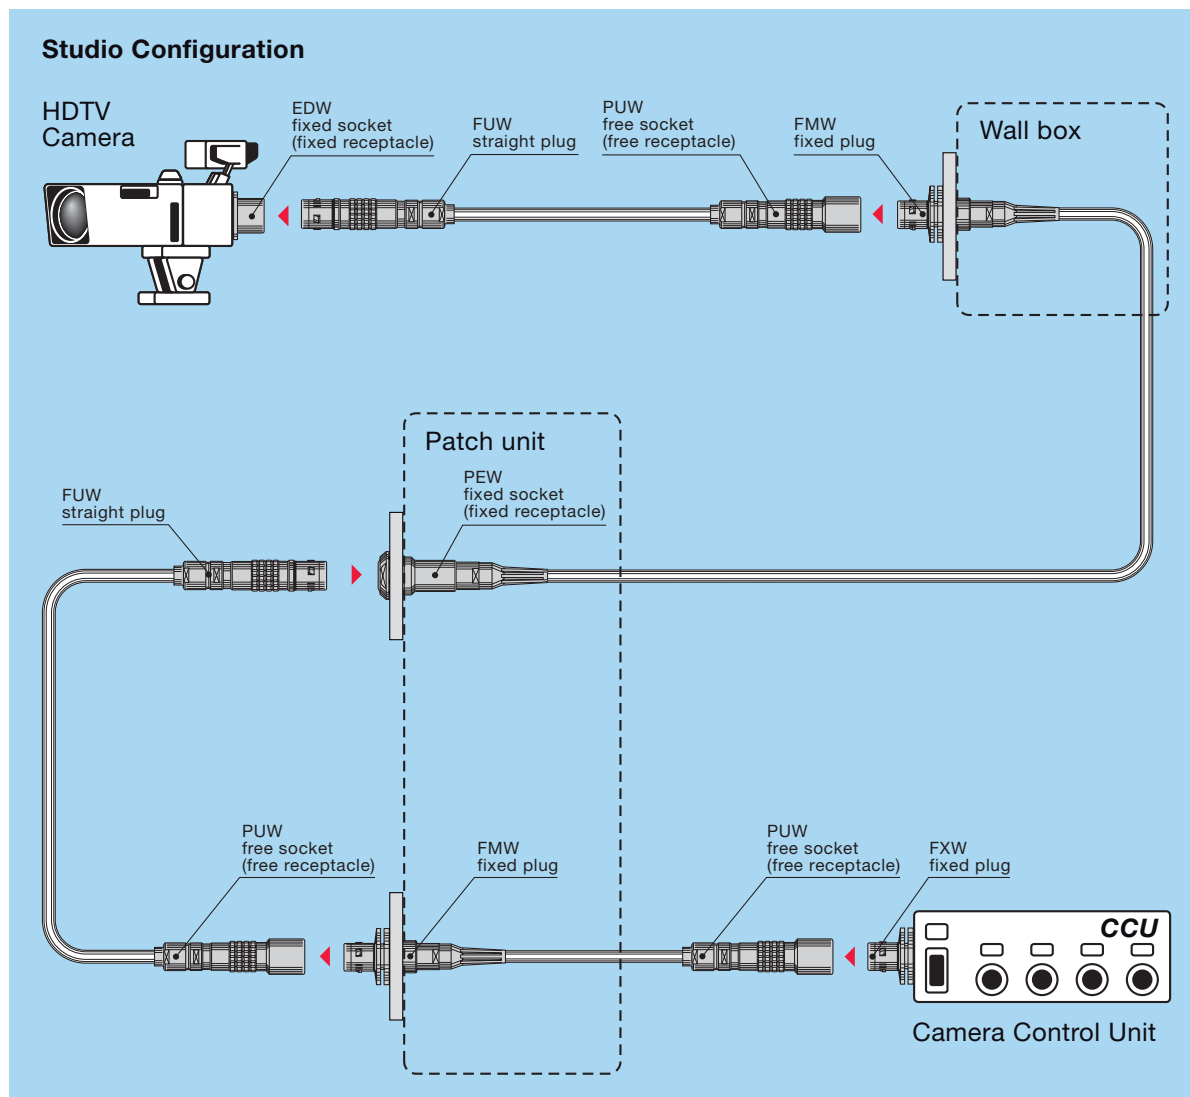 Studio Configuration
HDTV
Camera
EDW
fixed socket
(fixed receptacle)
FUW
straight plug
PUW
free socket
(free receptacle)
FMW
fixed plug
Wall box
Patch unit
PEW
fixed socket
(fixed receptacle)
FUW
straight plug
PUW
free socket
(free receptacle)
FMW
fixed plug
PUW
free socket
(free receptacle)
FXW
fixed plug
CCU
Camera Control Unit